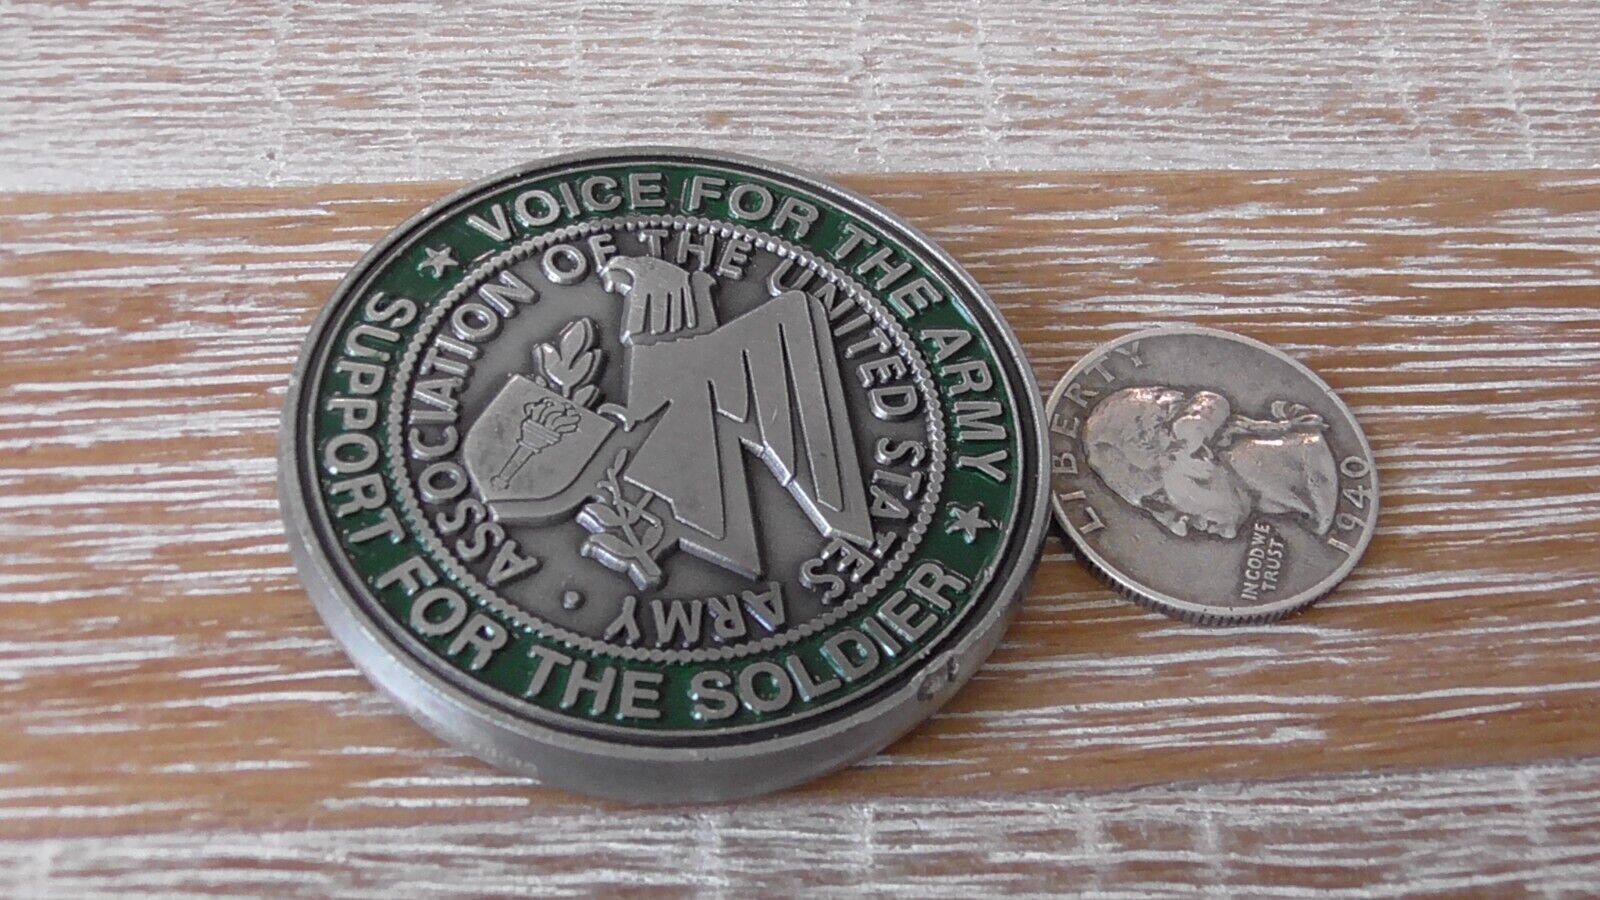 VOICE FOR THE ARMY
SUPPORT FOR THE SOLDIER
ASSOCIATION OF THE UNITED STATES ARMY
LIBERTY
IN GOD WE
TRUST
1940